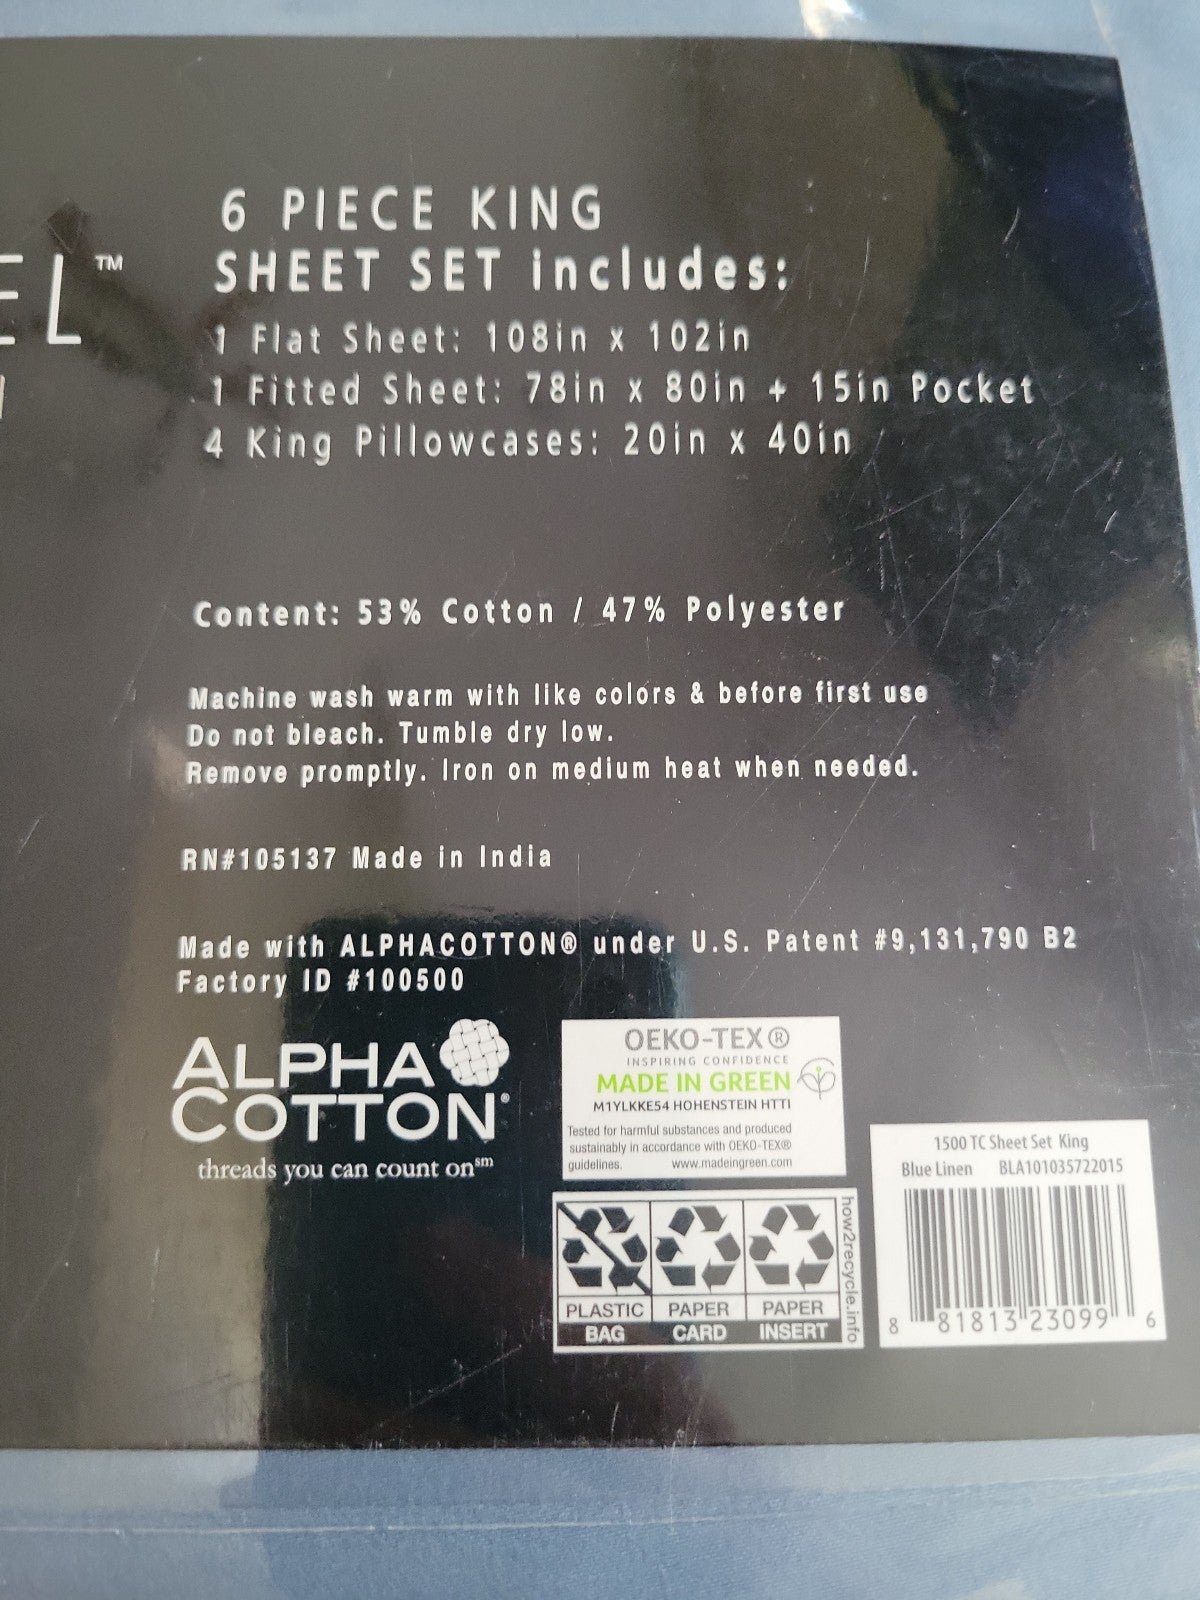 6 PIECE KING
SHEET SET includes:
1 Flat Sheet: 108in x 102in
1 Fitted Sheet: 78in x 80in + 15in Pocket
4 King Pillowcases: 20in x 40in
EL™
Content: 53% Cotton / 47% Polyester
Machine wash warm with like colors & before first use
Do not bleach. Tumble dry low.
Remove promptly. Iron on medium heat when needed.
RN#105137 Made in India
Made with ALPHACOTTON® under U.S. Patent #9,131,790 B2
Factory ID #100500
ALPHA
COTTON®
threads you can count on℠
OEKO-TEX®
INSPIRING CONFIDENCE
MADE IN GREEN
M1YLKKE54 HOHENSTEIN HTTI
Tested for harmful substances and produced
sustainably in accordance with OEKO-TEX®
guidelines. www.madeingreen.com
PLASTIC
BAG
PAPER
CARD
PAPER
INSERT
how2recycle.info
1500 TC Sheet Set King
Blue Linen BLA101035722015
8 81813 23099 6